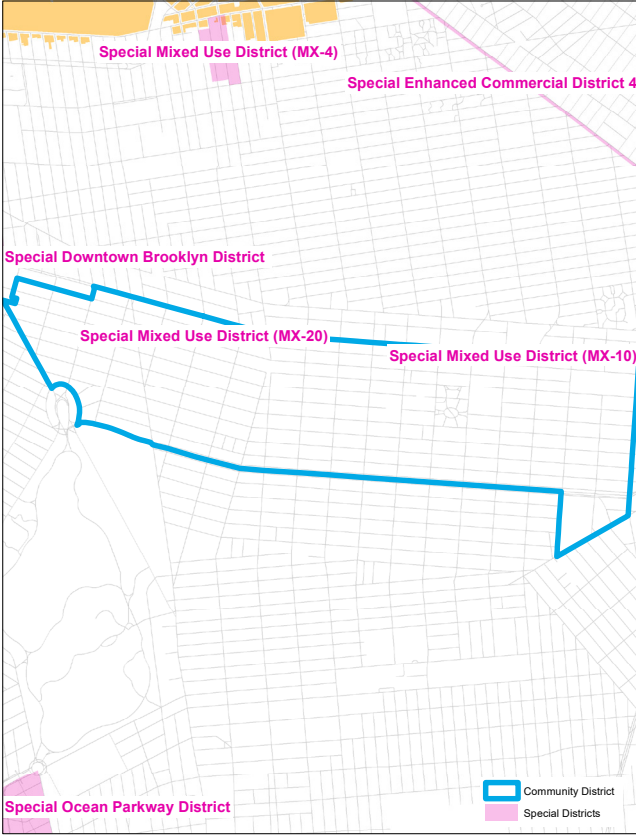 Special Mixed Use District (MX-4)
Special Enhanced Commercial District 4
Special Downtown Brooklyn District
Special Mixed Use District (MX-20)
Special Mixed Use District (MX-10)
Special Ocean Parkway District
Community District
Special Districts